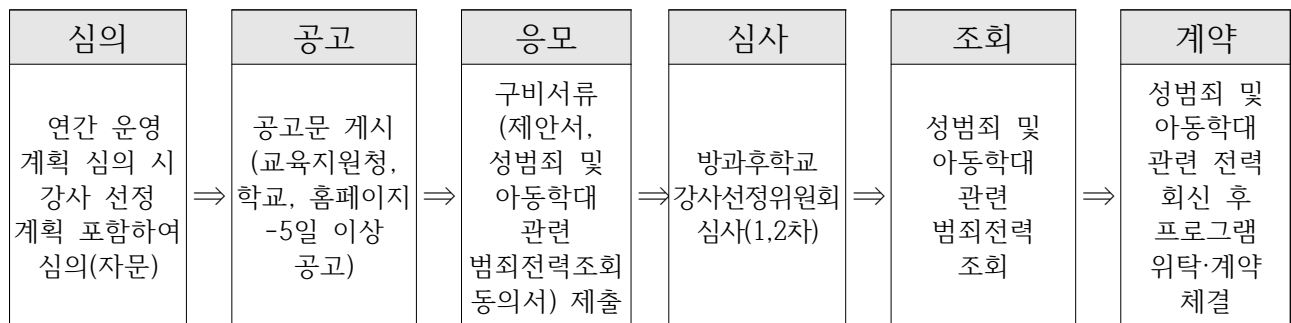 심의
연간 운영
계획 심의 시
강사 선정
계획 포함하여
심의(자문)
⇒
공고
공고문 게시
(교육지원청,
학교, 홈페이지
-5일 이상
공고)
⇒
응모
구비서류
(제안서,
성범죄 및
아동학대
관련
범죄전력조회
동의서) 제출
⇒
심사
방과후학교
강사선정위원회
심사(1,2차)
⇒
조회
성범죄 및
아동학대
관련
범죄전력
조회
⇒
계약
성범죄 및
아동학대
관련 전력
회신 후
프로그램
위탁·계약
체결